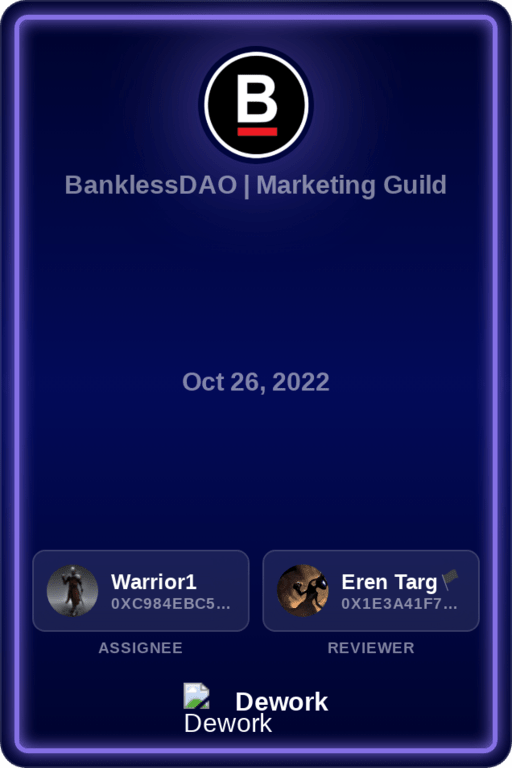 B
BanklessDAO | Marketing Guild
Oct 26, 2022
Warrior1
0XC984EBC5...
ASSIGNEE
Eren Targ
0X1E3A41F7...
REVIEWER
Dework
Dework